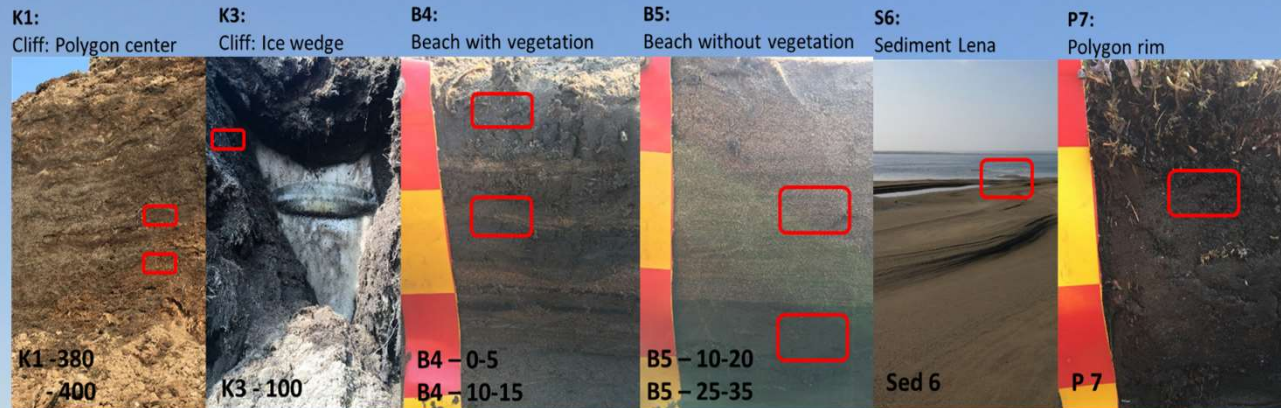 K1:
Cliff: Polygon center
K3:
Cliff: Ice wedge
B4:
Beach with vegetation
B5:
Beach without vegetation
S6:
Sediment Lena
P7:
Polygon rim
K1 -380
- 400
K3 - 100
B4 – 0-5
B4 – 10-15
B5 – 10-20
B5 – 25-35
Sed 6
P 7